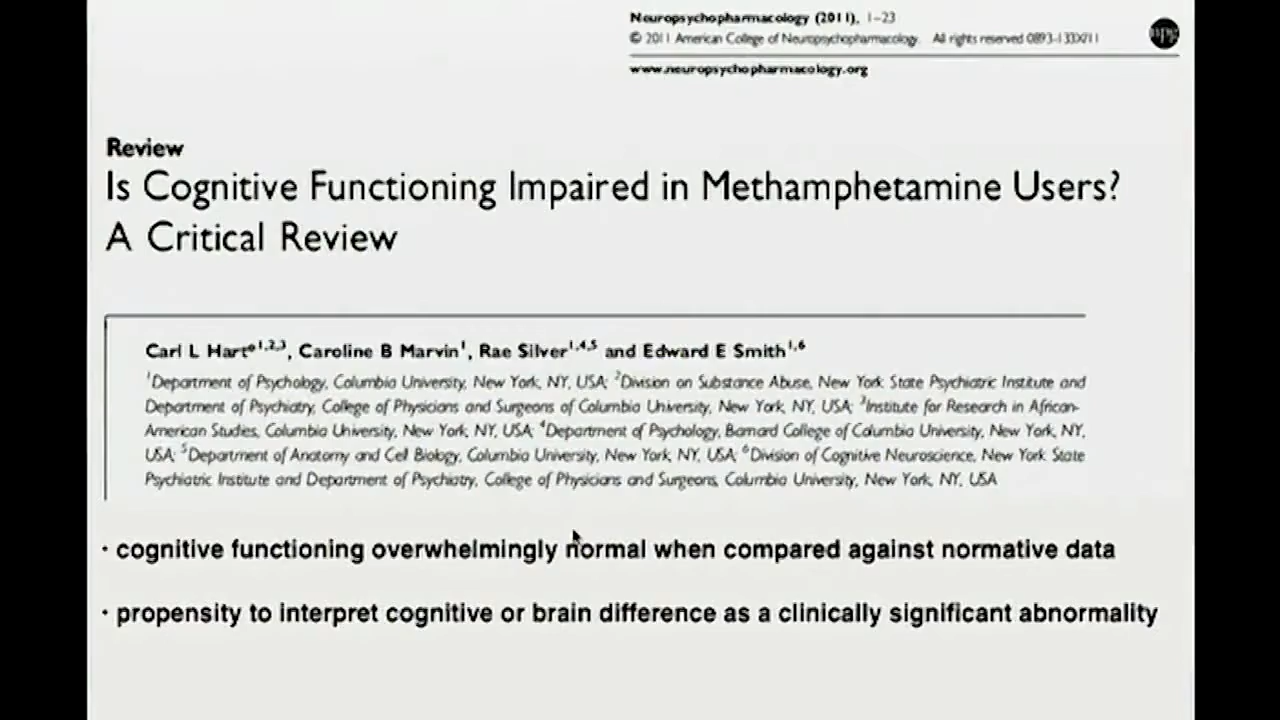 Neuropsychopharmacology (2011), 1–23
© 2011 American College of Neuropsychopharmacology. All rights reserved 0893-133X/11
npg
www.neuropsychopharmacology.org
Review
Is Cognitive Functioning Impaired in Methamphetamine Users?
A Critical Review
Carl L Hart*1,2,3, Caroline B Marvin1, Rae Silver1,4,5 and Edward E Smith1,6
1Department of Psychology, Columbia University, New York, NY, USA; 2Division on Substance Abuse, New York State Psychiatric Institute and
Department of Psychiatry, College of Physicians and Surgeons of Columbia University, New York, NY, USA; 3Institute for Research in African-
American Studies, Columbia University, New York, NY, USA; 4Department of Psychology, Barnard College of Columbia University, New York, NY,
USA; 5Department of Anatomy and Cell Biology, Columbia University, New York, NY, USA; 6Division of Cognitive Neuroscience, New York State
Psychiatric Institute and Department of Psychiatry, College of Physicians and Surgeons, Columbia University, New York, NY, USA
· cognitive functioning overwhelmingly normal when compared against normative data
· propensity to interpret cognitive or brain difference as a clinically significant abnormality